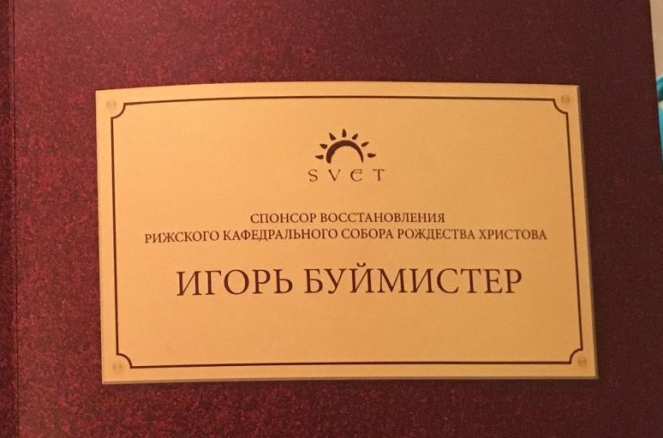 SVET
СПОНСОР ВОССТАНОВЛЕНИЯ
РИЖСКОГО КАФЕДРАЛЬНОГО СОБОРА РОЖДЕСТВА ХРИСТОВА
ИГОРЬ БУЙМИСТЕР